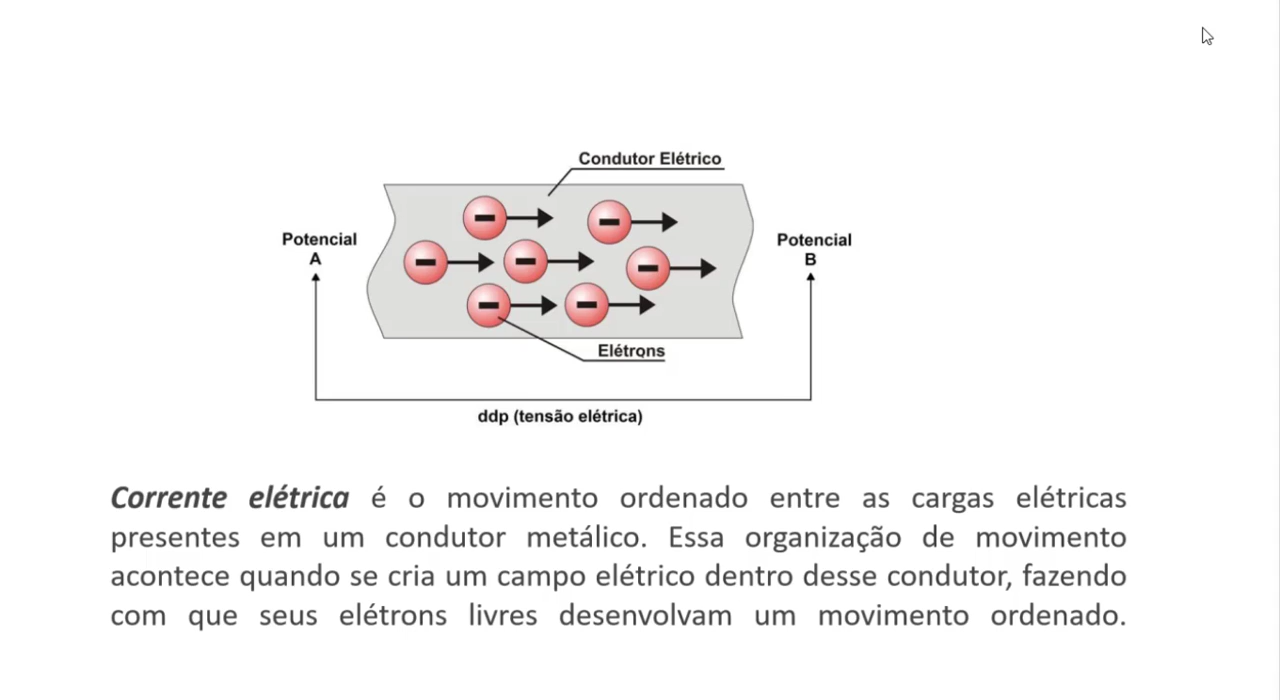 Condutor Elétrico
Potencial
A
Potencial
B
Elétrons
ddp (tensão elétrica)
Corrente elétrica é o movimento ordenado entre as cargas elétricas
presentes em um condutor metálico. Essa organização de movimento
acontece quando se cria um campo elétrico dentro desse condutor, fazendo
com que seus elétrons livres desenvolvam um movimento ordenado.